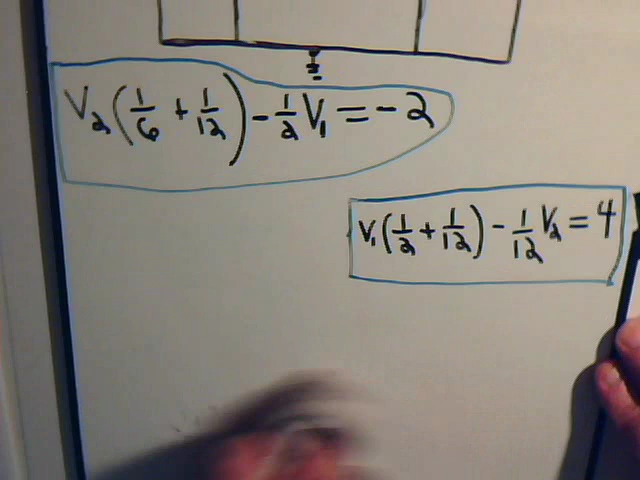 V₂(1/6 + 1/12) - 1/2 V₁ = -2
V₁(1/2 + 1/12) - 1/12 V₂ = 4